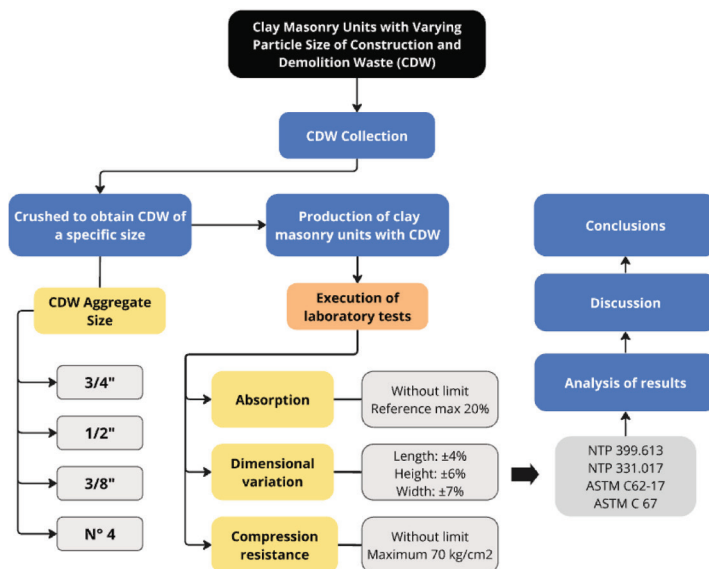 Clay Masonry Units with Varying
Particle Size of Construction and
Demolition Waste (CDW)
CDW Collection
Crushed to obtain CDW of
a specific size
Production of clay
masonry units with CDW
CDW Aggregate
Size
3/4"
1/2"
3/8"
N° 4
Execution of
laboratory tests
Absorption
Without limit
Reference max 20%
Dimensional
variation
Length: ±4%
Height: ±6%
Width: ±7%
Compression
resistance
Without limit
Maximum 70 kg/cm2
NTP 399.613
NTP 331.017
ASTM C62-17
ASTM C 67
Analysis of results
Discussion
Conclusions